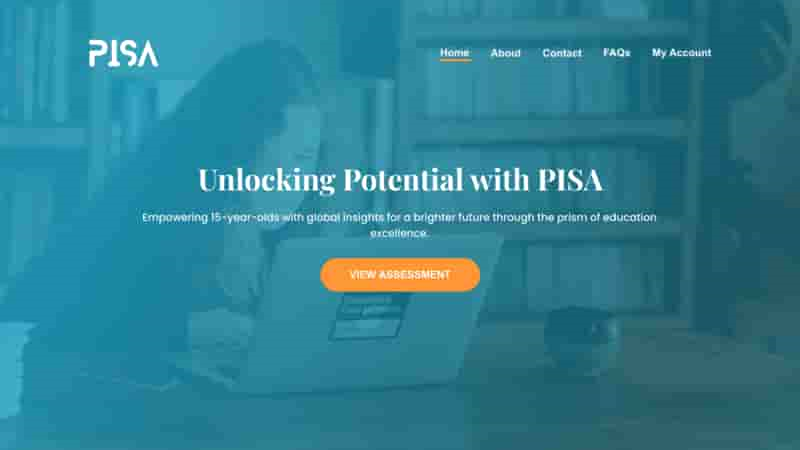 PISA
Home About Contact FAQs My Account
Unlocking Potential with PISA
Empowering 15-year-olds with global insights for a brighter future through the prism of education
excellence.
VIEW ASSESSMENT